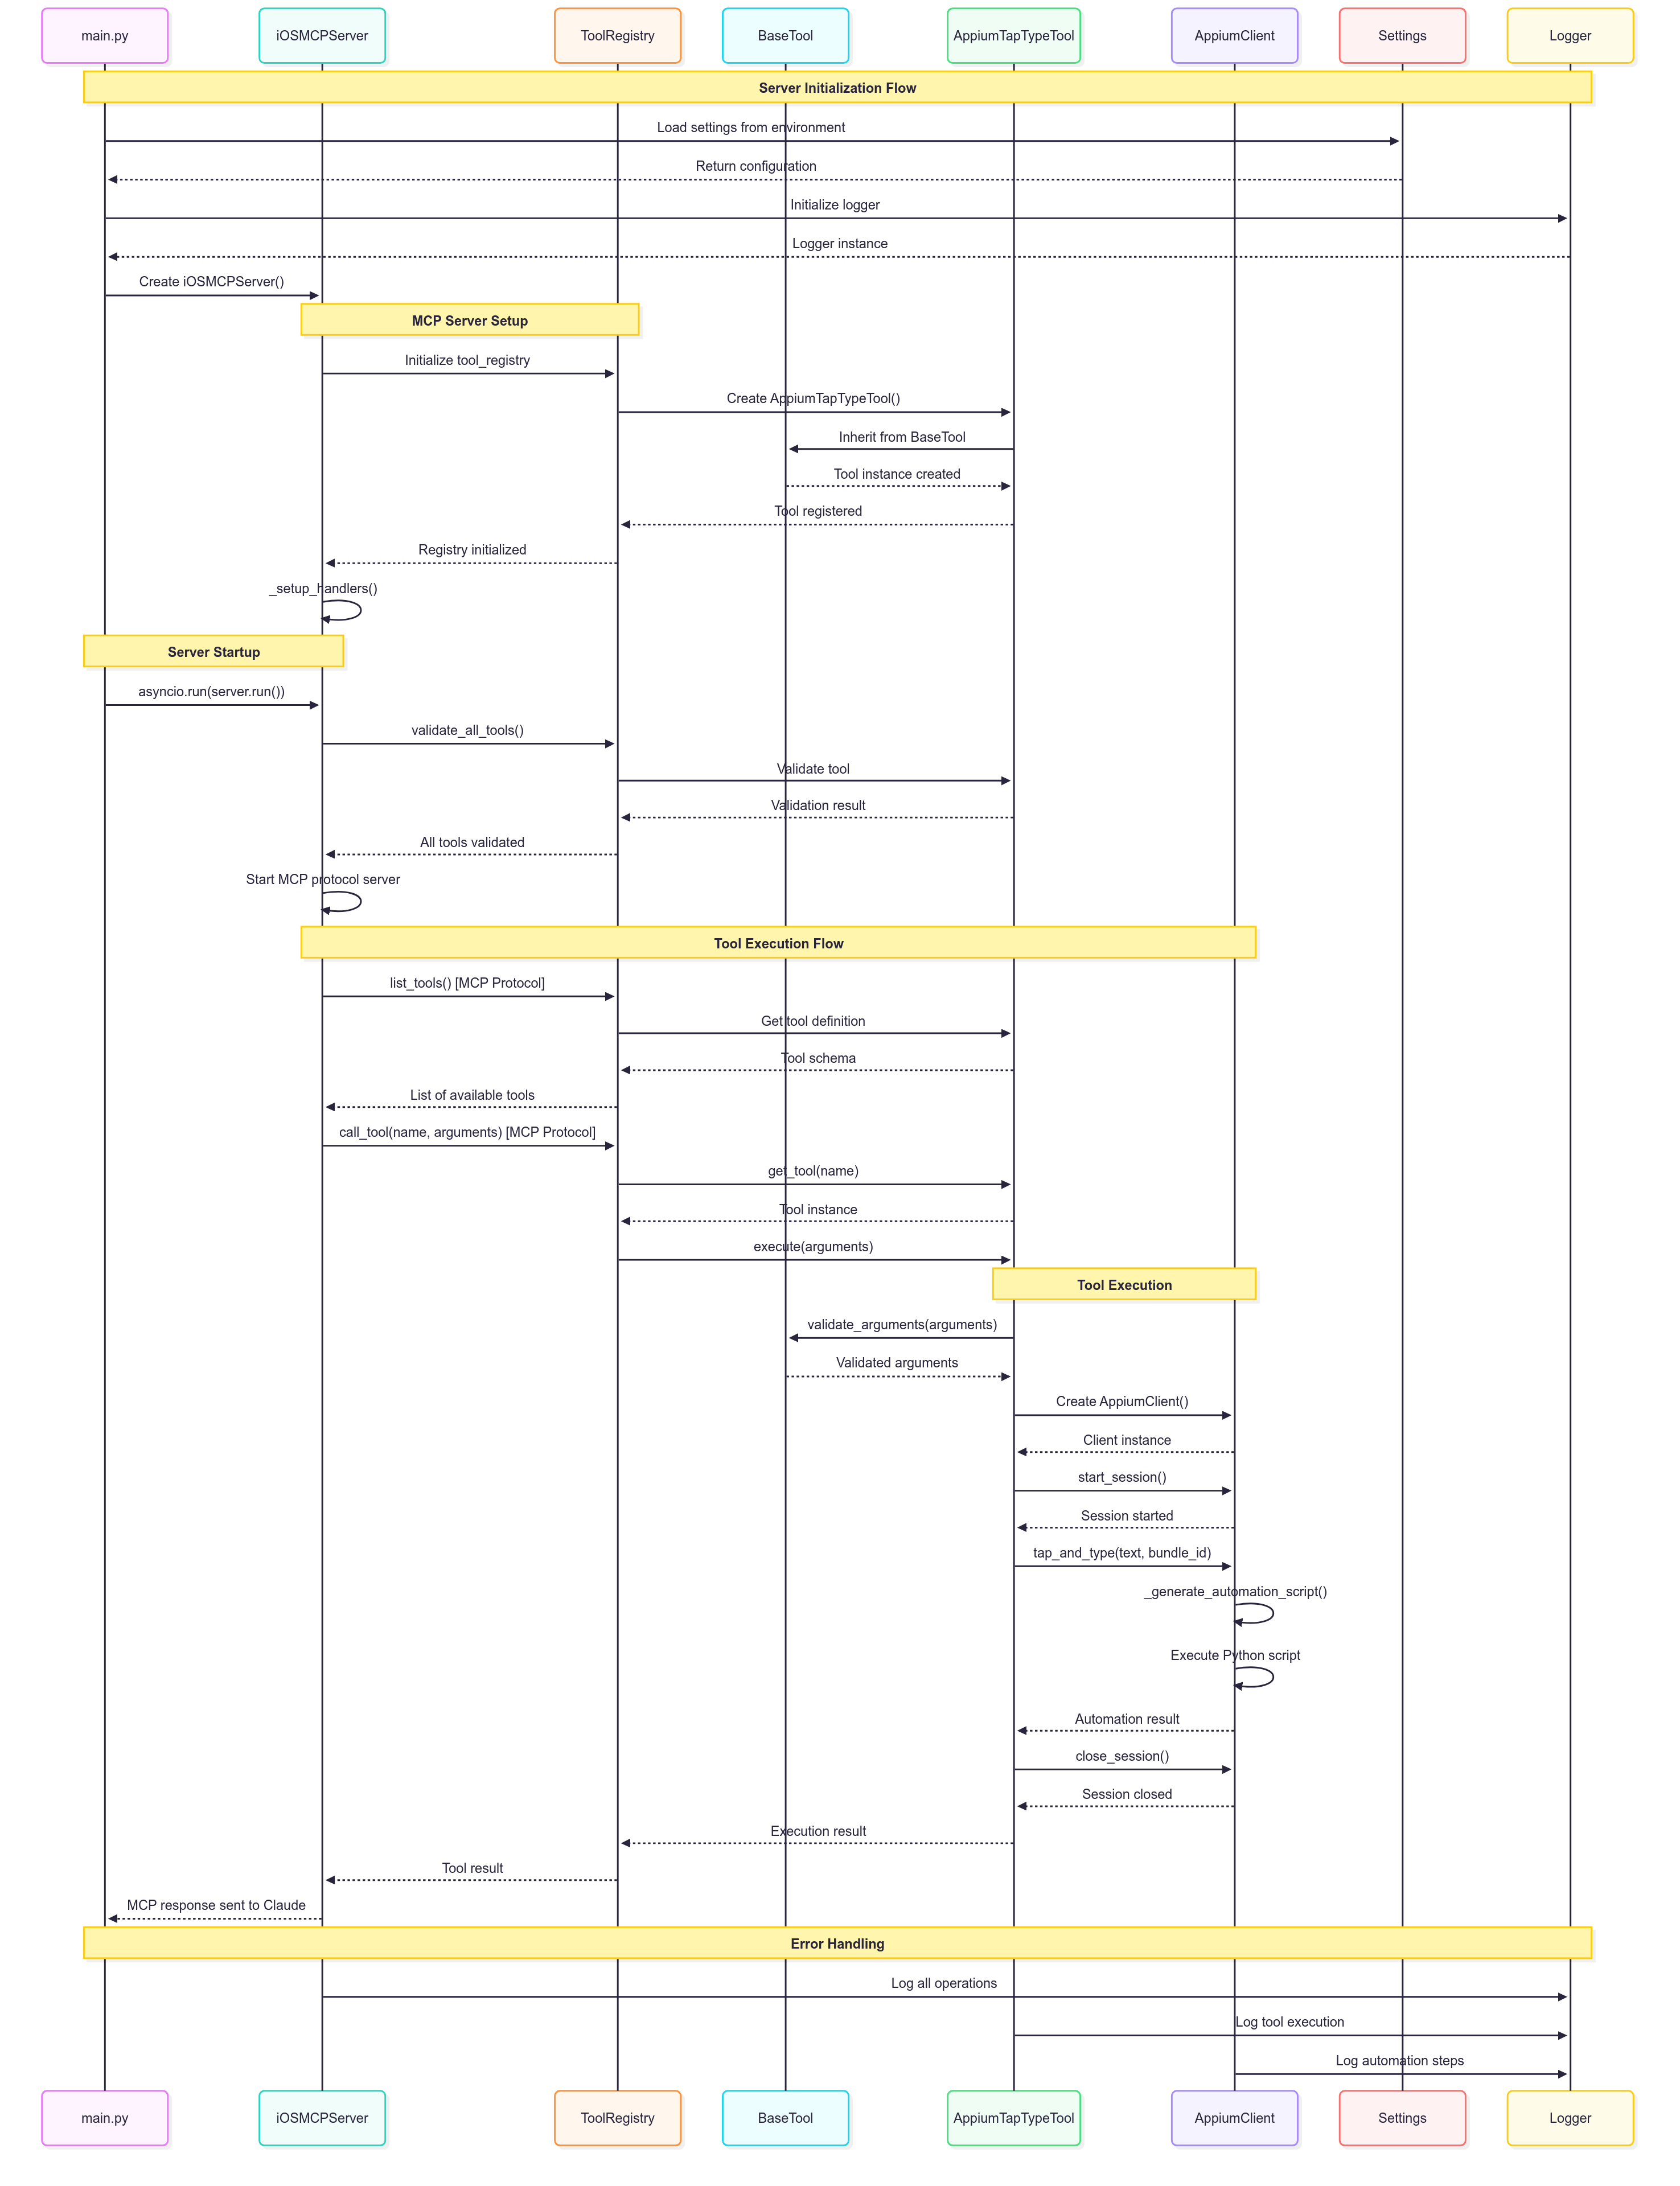 main.py
iOSMCPServer
ToolRegistry
BaseTool
AppiumTapTypeTool
AppiumClient
Settings
Logger
Server Initialization Flow
Load settings from environment
Return configuration
Initialize logger
Logger instance
Create iOSMCPServer()
MCP Server Setup
Initialize tool_registry
Create AppiumTapTypeTool()
Inherit from BaseTool
Tool instance created
Tool registered
Registry initialized
_setup_handlers()
Server Startup
asyncio.run(server.run())
validate_all_tools()
Validate tool
Validation result
All tools validated
Start MCP protocol server
Tool Execution Flow
list_tools() [MCP Protocol]
Get tool definition
Tool schema
List of available tools
call_tool(name, arguments) [MCP Protocol]
get_tool(name)
Tool instance
execute(arguments)
Tool Execution
validate_arguments(arguments)
Validated arguments
Create AppiumClient()
Client instance
start_session()
Session started
tap_and_type(text, bundle_id)
_generate_automation_script()
Execute Python script
Automation result
close_session()
Session closed
Execution result
Tool result
MCP response sent to Claude
Error Handling
Log all operations
Log tool execution
Log automation steps
main.py
iOSMCPServer
ToolRegistry
BaseTool
AppiumTapTypeTool
AppiumClient
Settings
Logger